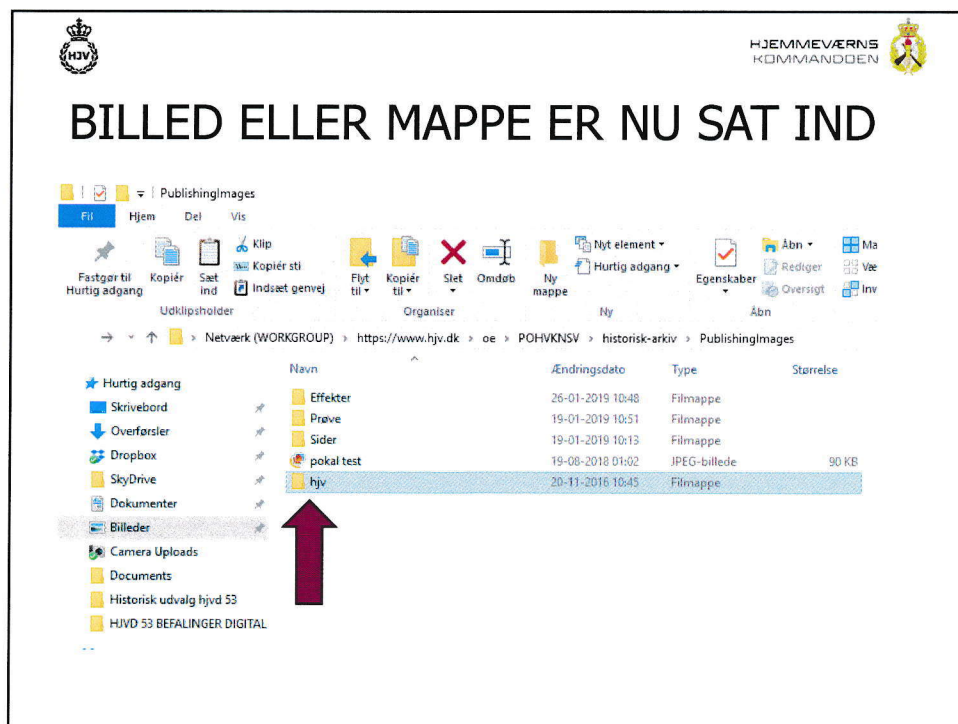 HJV
HJEMMEVÆRNS
KOMMANDOEN
BILLED ELLER MAPPE ER NU SAT IND
PublishingImages
Fil Hjem Del Vis
Fastgør til Hurtig adgang
Kopiér
Sæt ind
Klip
Kopiér sti
Indsæt genvej
Udklipsholder
Flyt til
Kopiér til
Slet
Omdøb
Organiser
Ny mappe
Nyt element
Hurtig adgang
Ny
Egenskaber
Åbn
Rediger
Oversigt
Åbn
Ma
Væ
Inv
Netværk (WORKGROUP) > https://www.hjv.dk > oe > POHVKNSV > historisk-arkiv > PublishingImages
Hurtig adgang
Skrivebord
Overførsler
Dropbox
SkyDrive
Dokumenter
Billeder
Camera Uploads
Documents
Historisk udvalg hjvd 53
HJVD 53 BEFALINGER DIGITAL
Navn Ændringsdato Type Størrelse
Effekter 26-01-2019 10:48 Filmappe
Prøve 19-01-2019 10:51 Filmappe
Sider 19-01-2019 10:13 Filmappe
pokal test 19-08-2018 01:02 JPEG-billede 90 KB
hjv 20-11-2016 10:45 Filmappe